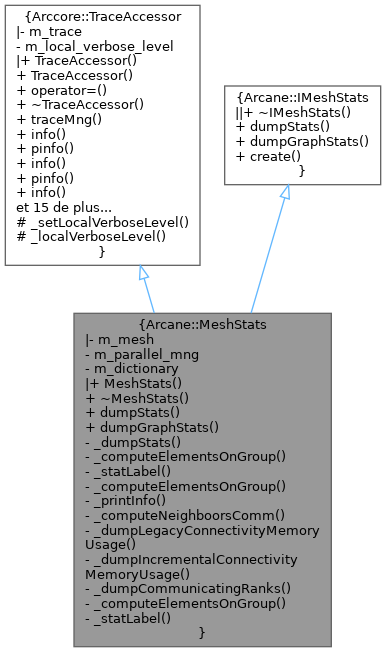 {Arccore::TraceAccessor
|- m_trace
- m_local_verbose_level
|+ TraceAccessor()
+ TraceAccessor()
+ operator=()
+ ~TraceAccessor()
+ traceMng()
+ info()
+ pinfo()
+ info()
+ pinfo()
+ info()
et 15 de plus...
# _setLocalVerboseLevel()
# _localVerboseLevel()
}
{Arcane::IMeshStats
||+ ~IMeshStats()
+ dumpStats()
+ dumpGraphStats()
+ create()
}
{Arcane::MeshStats
|- m_mesh
- m_parallel_mng
- m_dictionary
|+ MeshStats()
+ ~MeshStats()
+ dumpStats()
+ dumpGraphStats()
- _dumpStats()
- _computeElementsOnGroup()
- _statLabel()
- _computeElementsOnGroup()
- _printInfo()
- _computeNeighboorsComm()
- _dumpLegacyConnectivityMemory
Usage()
- _dumpIncrementalConnectivity
MemoryUsage()
- _dumpCommunicatingRanks()
- _computeElementsOnGroup()
- _statLabel()
}